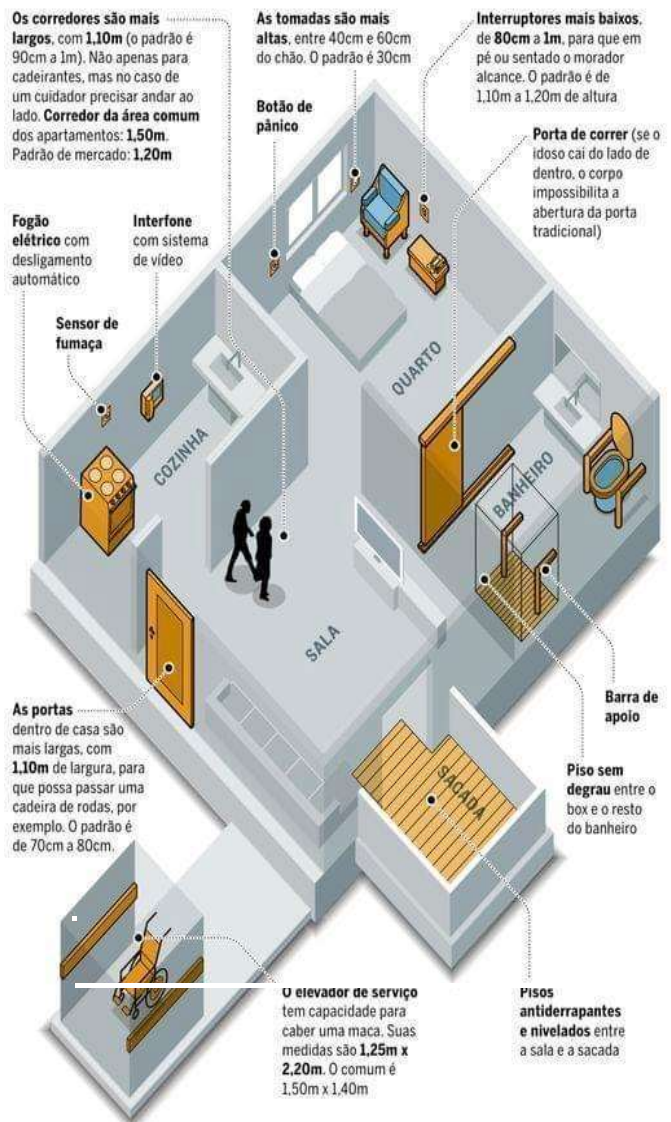 Os corredores são mais
largos, com 1,10m (o padrão é
90cm a 1m). Não apenas para
cadeirantes, mas no caso de
um cuidador precisar andar ao
lado. Corredor da área comum
dos apartamentos: 1,50m.
Padrão de mercado: 1,20m
As tomadas são mais
altas, entre 40cm e 60cm
do chão. O padrão é 30cm
Interruptores mais baixos,
de 80cm a 1m, para que em
pé ou sentado o morador
alcance. O padrão é de
1,10m a 1,20m de altura
Botão de
pânico
Porta de correr (se o
idoso cai do lado de
dentro, o corpo
impossibilita a
abertura da porta
tradicional)
Fogão
elétrico com
desligamento
automático
Interfone
com sistema
de vídeo
Sensor de
fumaça
QUARTO
COZINHA
BANHEIRO
SALA
SACADA
As portas
dentro de casa são
mais largas, com
1,10m de largura, para
que possa passar uma
cadeira de rodas, por
exemplo. O padrão é
de 70cm a 80cm.
Barra de
apoio
Piso sem
degrau entre o
box e o resto
do banheiro
O elevador de serviço
tem capacidade para
caber uma maca. Suas
medidas são 1,25m x
2,20m. O comum é
1,50m x 1,40m
Pisos
antiderrapantes
e nivelados entre
a sala e a sacada